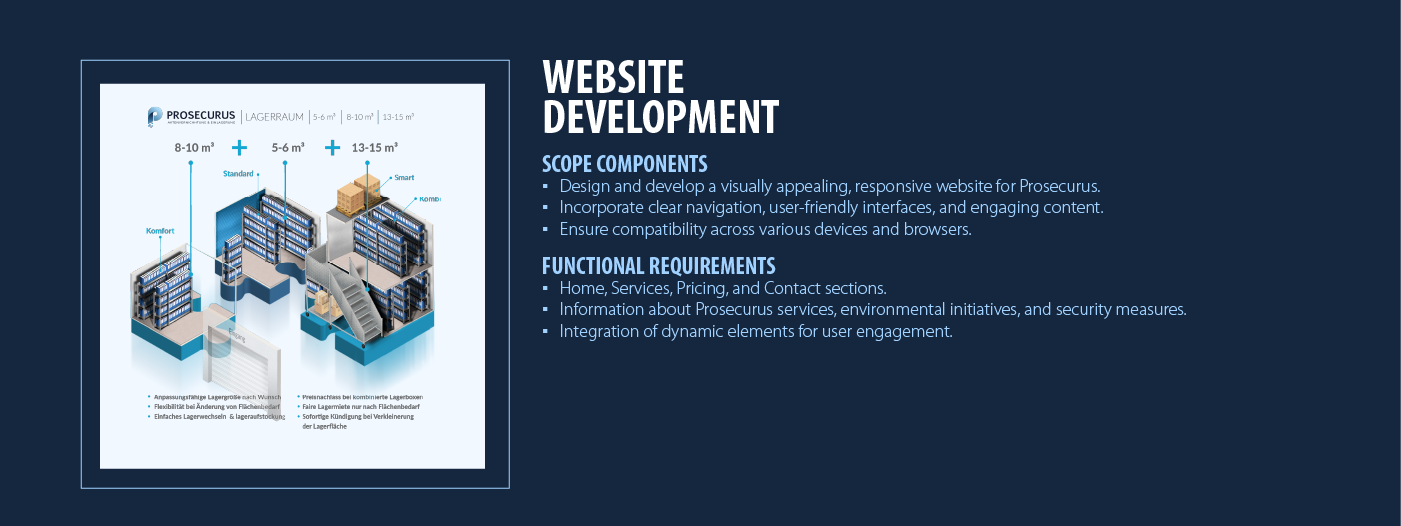 PROSECURUS LAGERRAUM 5-6 m³ 8-10 m³ 13-15 m³
AKTENVERNICHTUNG & EINLAGERUNG
8-10 m³ + 5-6 m³ + 13-15 m³
Standard
Smart
Kombi
Komfort
Anpassungsfähige Lagergröße nach Wunsch
Flexibilität bei Änderung von Flächenbedarf
Einfaches Lagerwechseln & lageraufstockung
Preisnachlass bei kombinierte Lagerboxen
Faire Lagermiete nur nach Flächenbedarf
Sofortige Kündigung bei Verkleinerung
der Lagerfläche
WEBSITE
DEVELOPMENT
SCOPE COMPONENTS
▪ Design and develop a visually appealing, responsive website for Prosecurus.
▪ Incorporate clear navigation, user-friendly interfaces, and engaging content.
▪ Ensure compatibility across various devices and browsers.
FUNCTIONAL REQUIREMENTS
▪ Home, Services, Pricing, and Contact sections.
▪ Information about Prosecurus services, environmental initiatives, and security measures.
▪ Integration of dynamic elements for user engagement.